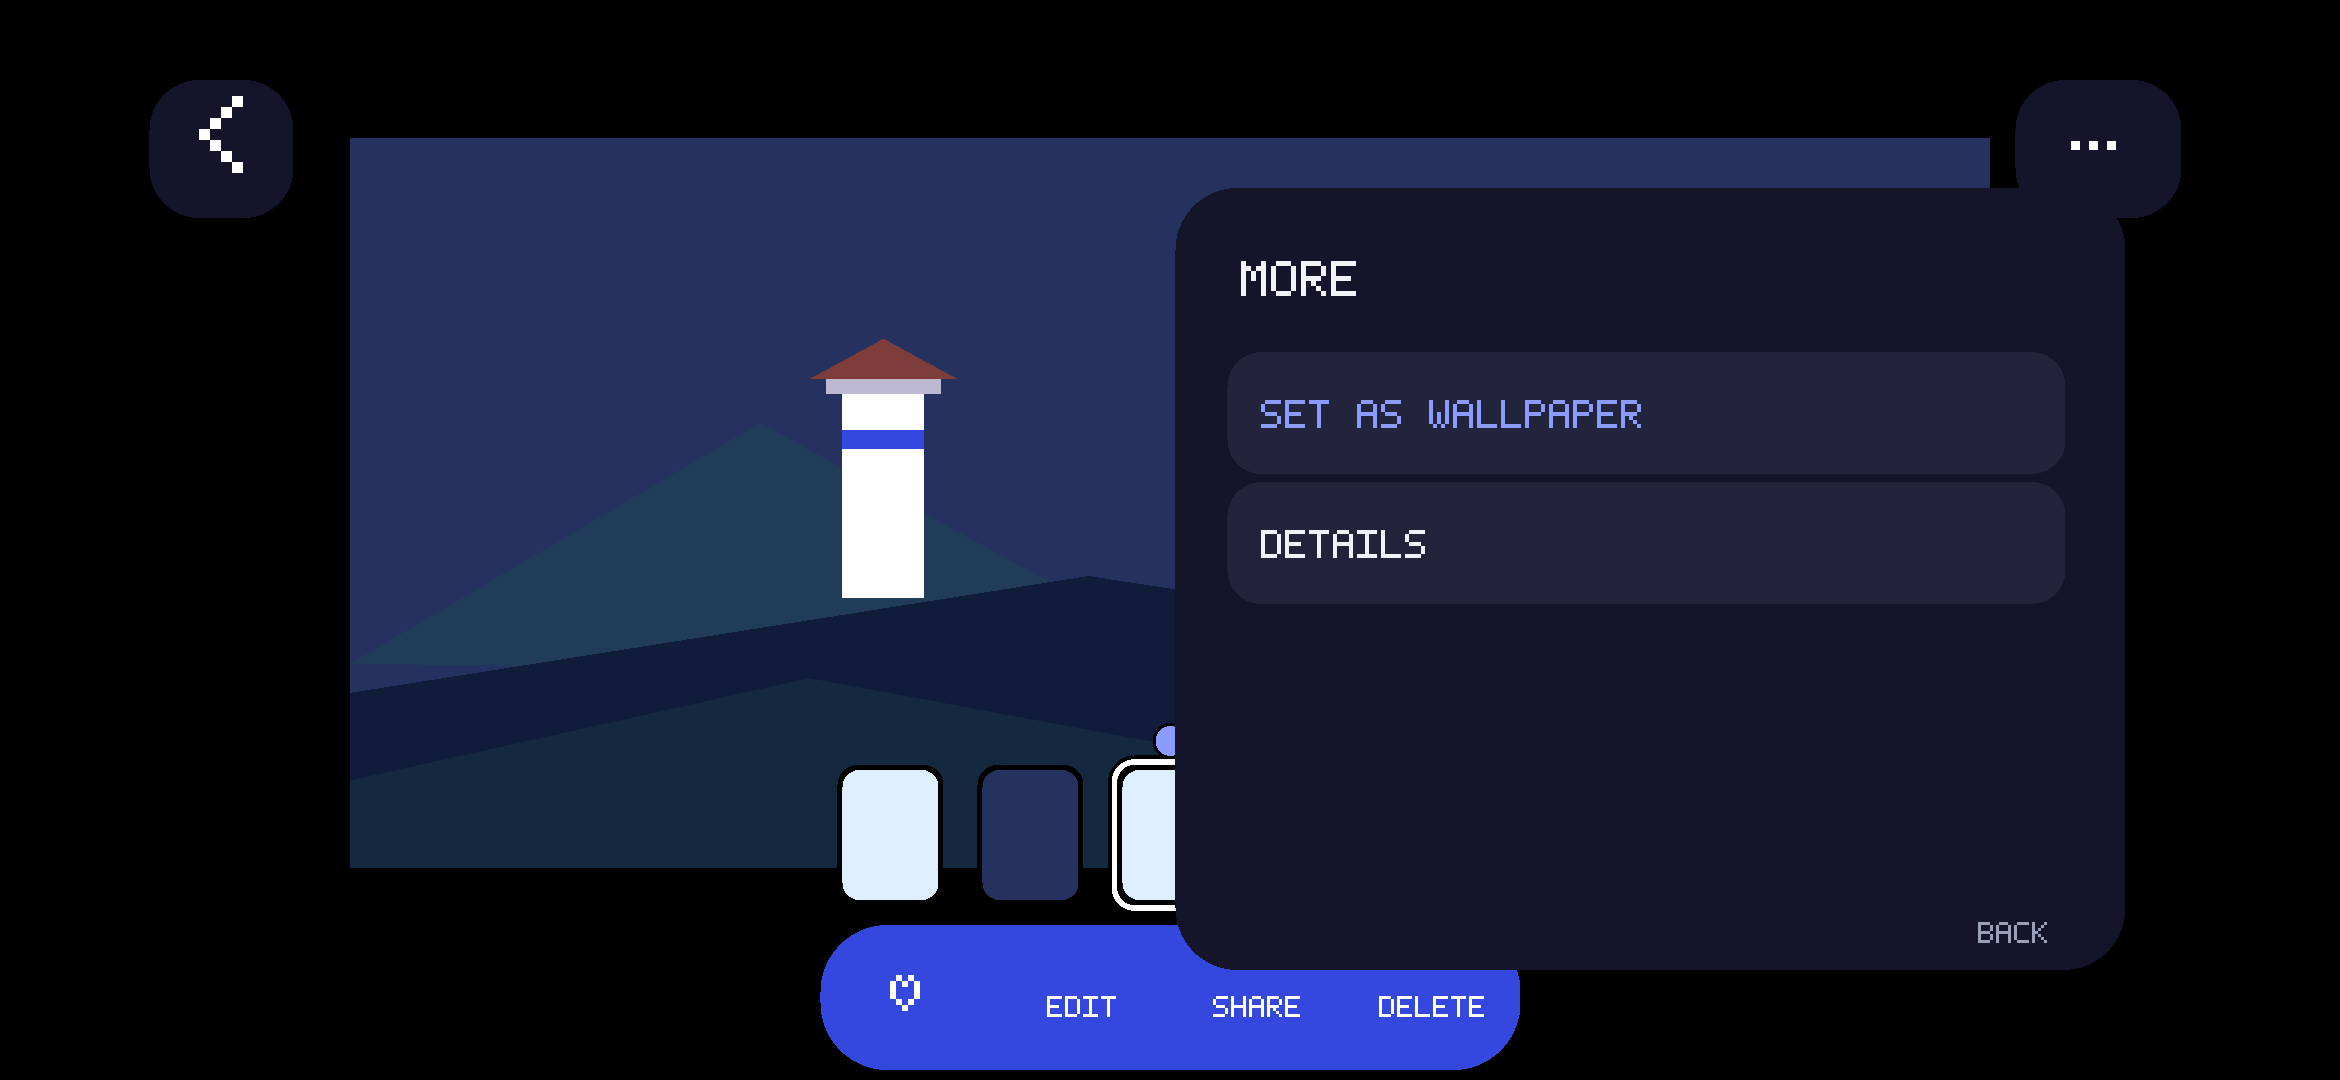 ...
MORE
SET AS WALLPAPER
DETAILS
BACK
EDIT SHARE DELETE